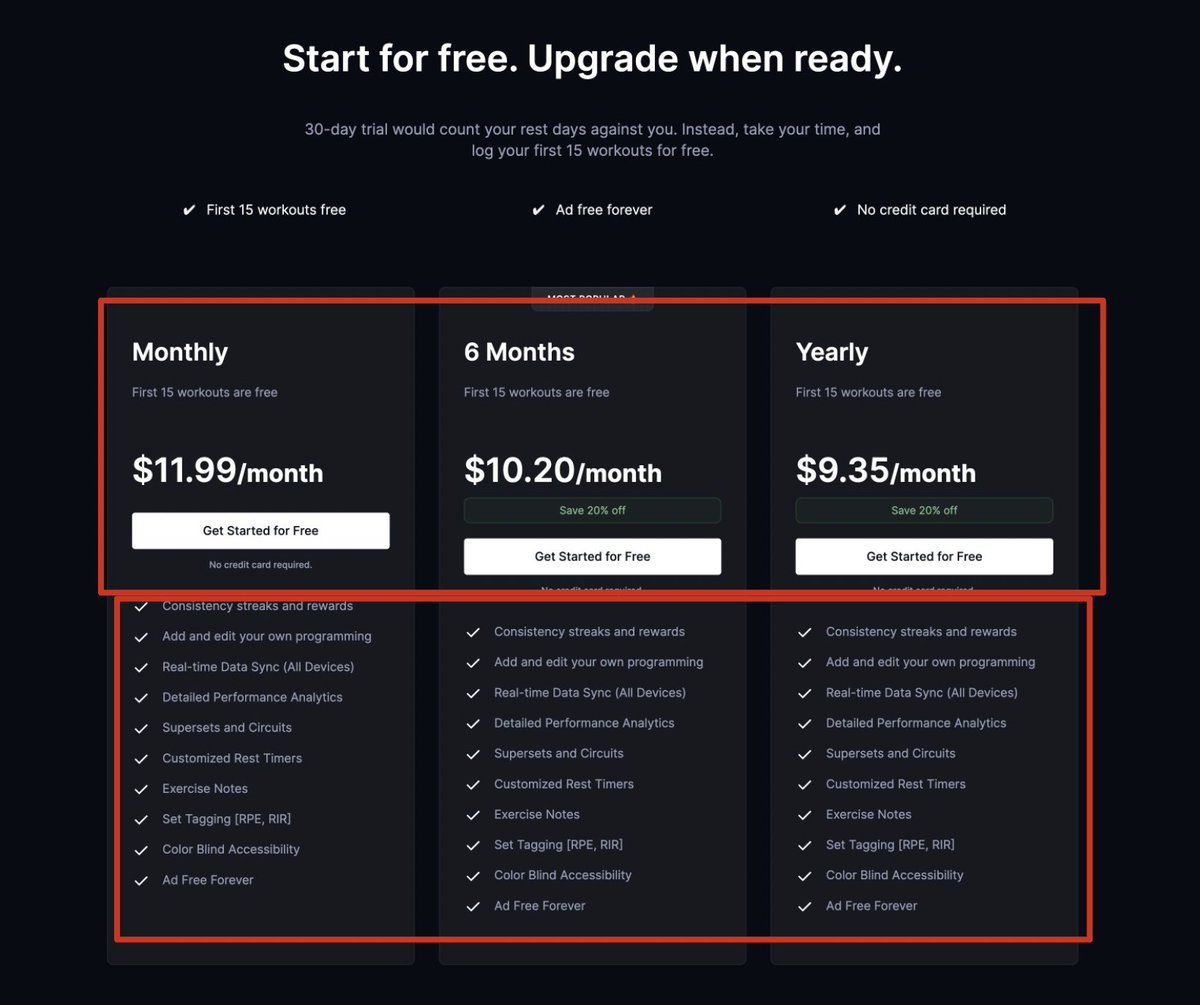 Start for free. Upgrade when ready.
30-day trial would count your rest days against you. Instead, take your time, and
log your first 15 workouts for free.
✔ First 15 workouts free
✔ Ad free forever
✔ No credit card required
Monthly
First 15 workouts are free
$11.99/month
Get Started for Free
No credit card required.
Consistency streaks and rewards
Add and edit your own programming
Real-time Data Sync (All Devices)
Detailed Performance Analytics
Supersets and Circuits
Customized Rest Timers
Exercise Notes
Set Tagging [RPE, RIR]
Color Blind Accessibility
Ad Free Forever
MOST POPULAR
6 Months
First 15 workouts are free
$10.20/month
Save 20% off
Get Started for Free
No credit card required.
Consistency streaks and rewards
Add and edit your own programming
Real-time Data Sync (All Devices)
Detailed Performance Analytics
Supersets and Circuits
Customized Rest Timers
Exercise Notes
Set Tagging [RPE, RIR]
Color Blind Accessibility
Ad Free Forever
Yearly
First 15 workouts are free
$9.35/month
Save 20% off
Get Started for Free
No credit card required.
Consistency streaks and rewards
Add and edit your own programming
Real-time Data Sync (All Devices)
Detailed Performance Analytics
Supersets and Circuits
Customized Rest Timers
Exercise Notes
Set Tagging [RPE, RIR]
Color Blind Accessibility
Ad Free Forever